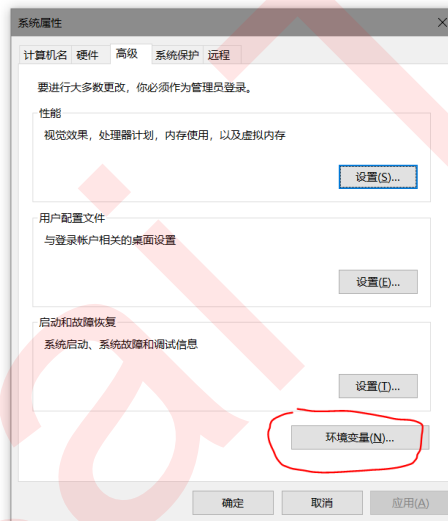 系统属性
计算机名 硬件 高级 系统保护 远程
要进行大多数更改，你必须作为管理员登录。
性能
视觉效果，处理器计划，内存使用，以及虚拟内存
设置(S)...
用户配置文件
与登录帐户相关的桌面设置
设置(E)...
启动和故障恢复
系统启动、系统故障和调试信息
设置(T)...
环境变量(N)...
确定 取消 应用(A)